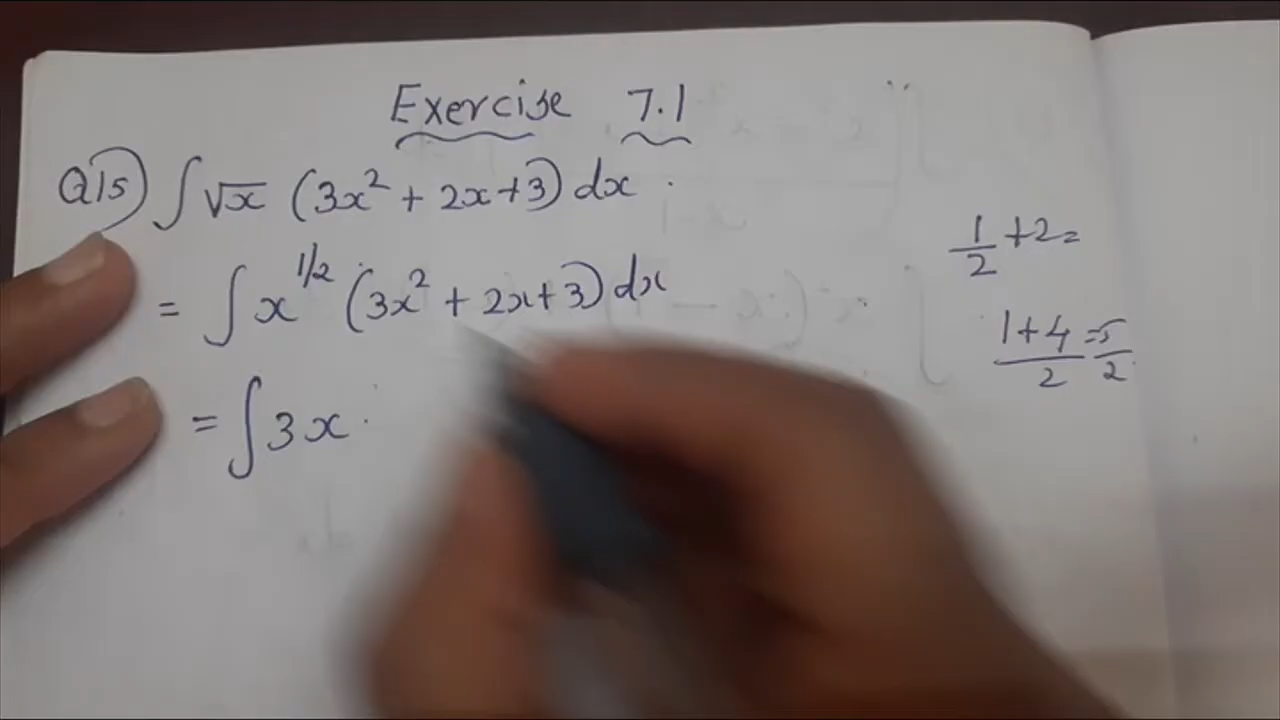 Exercise 7.1
Q15) ∫ √x (3x² + 2x + 3) dx
= ∫ x^1/2 (3x² + 2x + 3) dx
= ∫ 3x
1/2 + 2 =
(1+4)/2 = 5/2